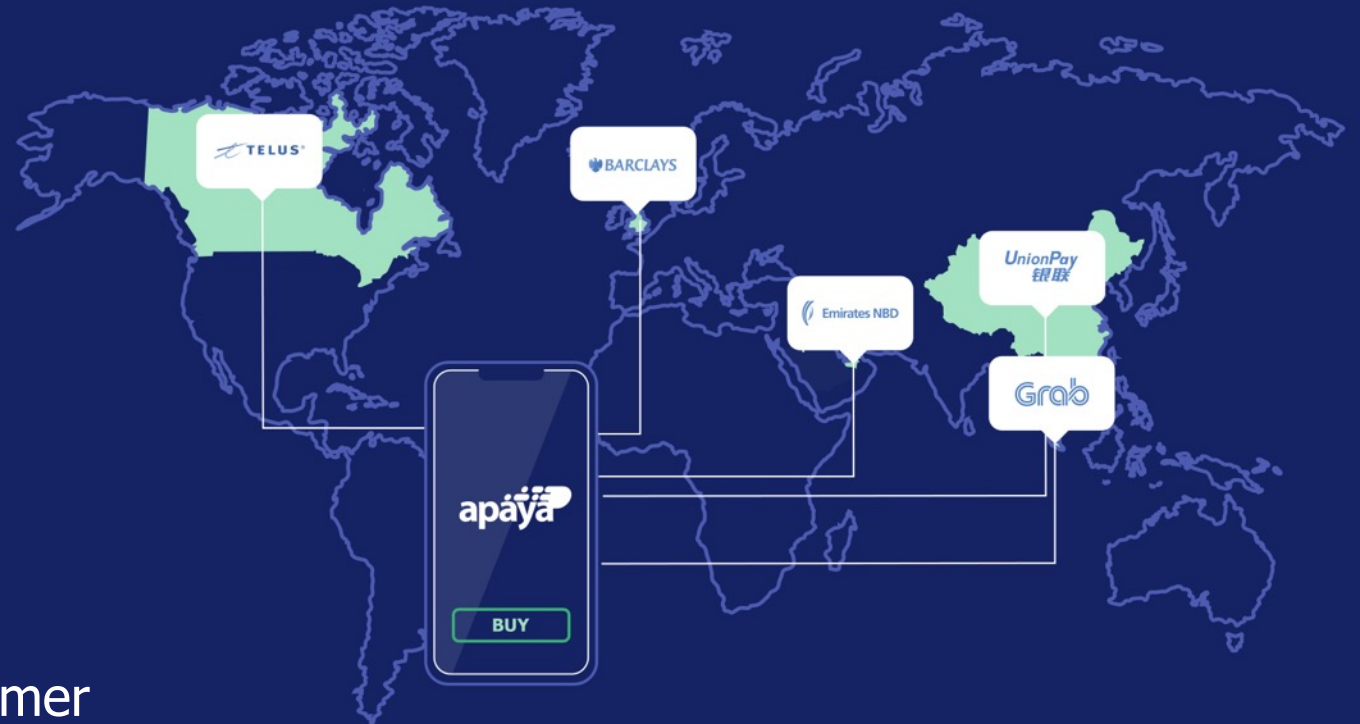 TELUS®
BARCLAYS
UnionPay
银联
Emirates NBD
Grab
apaya
BUY
mer